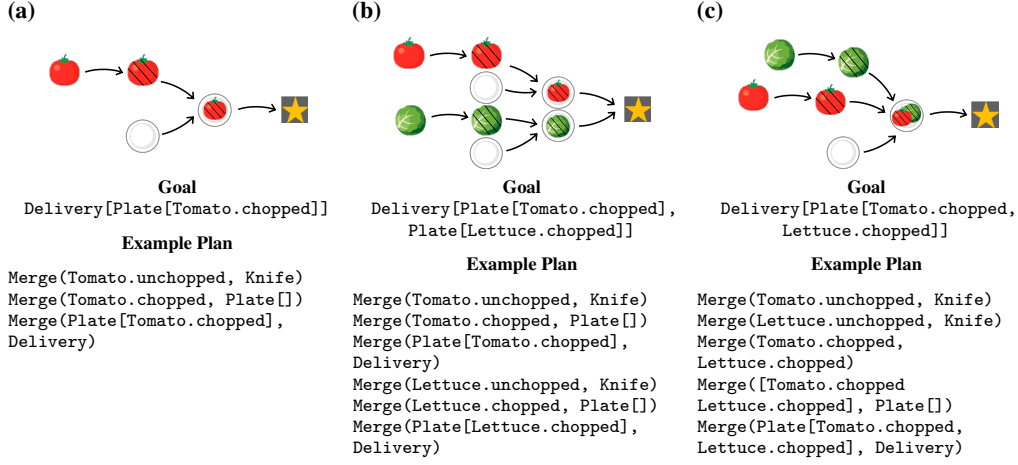 (a)
Goal
Delivery[Plate[Tomato.chopped]]
Example Plan
Merge(Tomato.unchopped, Knife)
Merge(Tomato.chopped, Plate[])
Merge(Plate[Tomato.chopped],
Delivery)
(b)
Goal
Delivery[Plate[Tomato.chopped],
Plate[Lettuce.chopped]]
Example Plan
Merge(Tomato.unchopped, Knife)
Merge(Tomato.chopped, Plate[])
Merge(Plate[Tomato.chopped],
Delivery)
Merge(Lettuce.unchopped, Knife)
Merge(Lettuce.chopped, Plate[])
Merge(Plate[Lettuce.chopped],
Delivery)
(c)
Goal
Delivery[Plate[Tomato.chopped,
Lettuce.chopped]]
Example Plan
Merge(Tomato.unchopped, Knife)
Merge(Lettuce.unchopped, Knife)
Merge(Tomato.chopped,
Lettuce.chopped)
Merge([Tomato.chopped
Lettuce.chopped], Plate[])
Merge(Plate[Tomato.chopped,
Lettuce.chopped], Delivery)